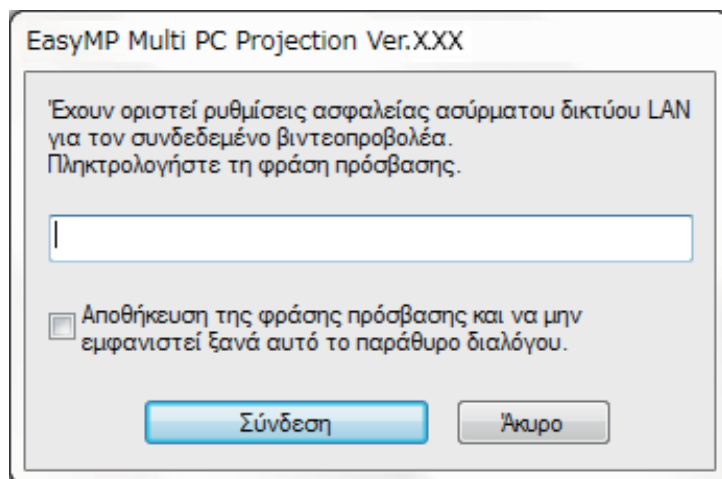 EasyMP Multi PC Projection Ver.XXX
Έχουν οριστεί ρυθμίσεις ασφαλείας ασύρματου δικτύου LAN
για τον συνδεδεμένο βιντεοπροβολέα.
Πληκτρολογήστε τη φράση πρόσβασης.
Αποθήκευση της φράσης πρόσβασης και να μην
εμφανιστεί ξανά αυτό το παράθυρο διαλόγου.
Σύνδεση
Άκυρο